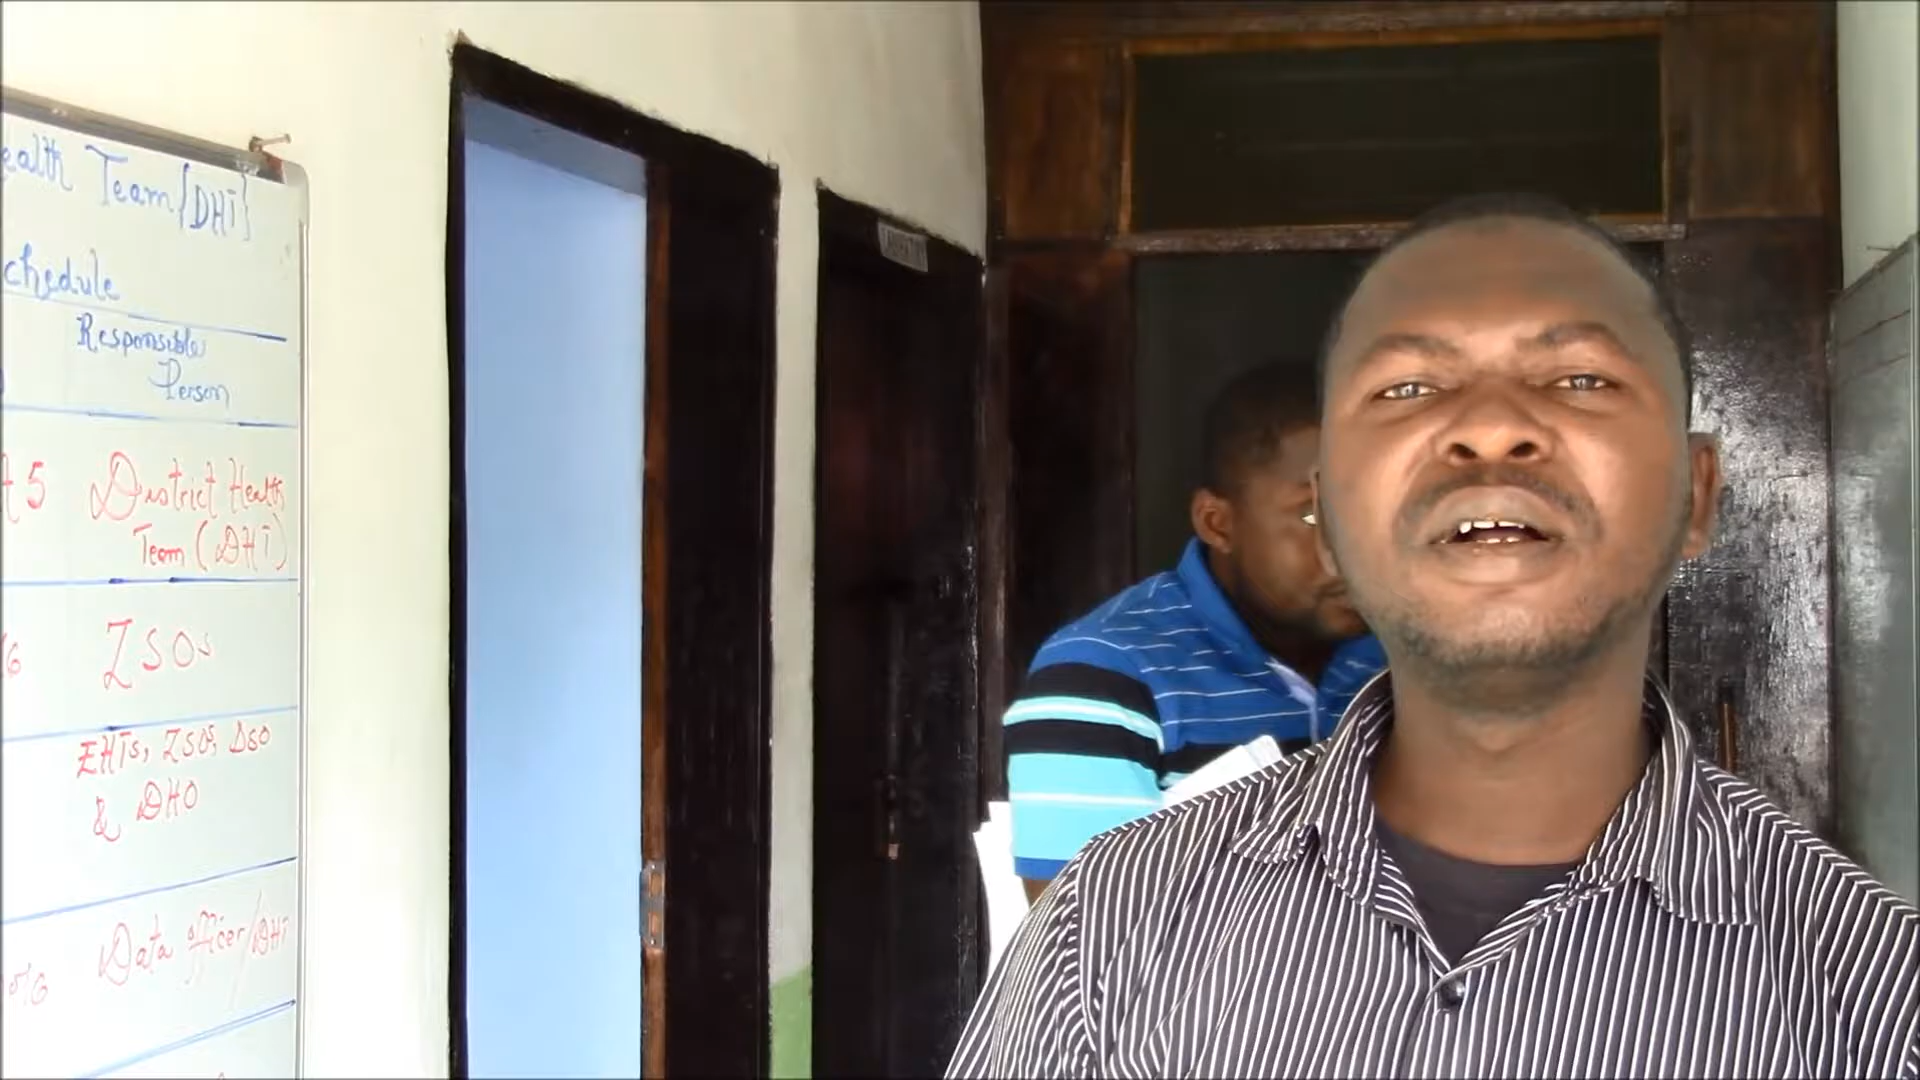 ealth Team {DHT}
chedule
Responsible
Person
t 5 District Health
Team (DHT)
ZSOs
EHTs, ZSOs, DSO
& DHO
Data officer/DHT
LABORATORY